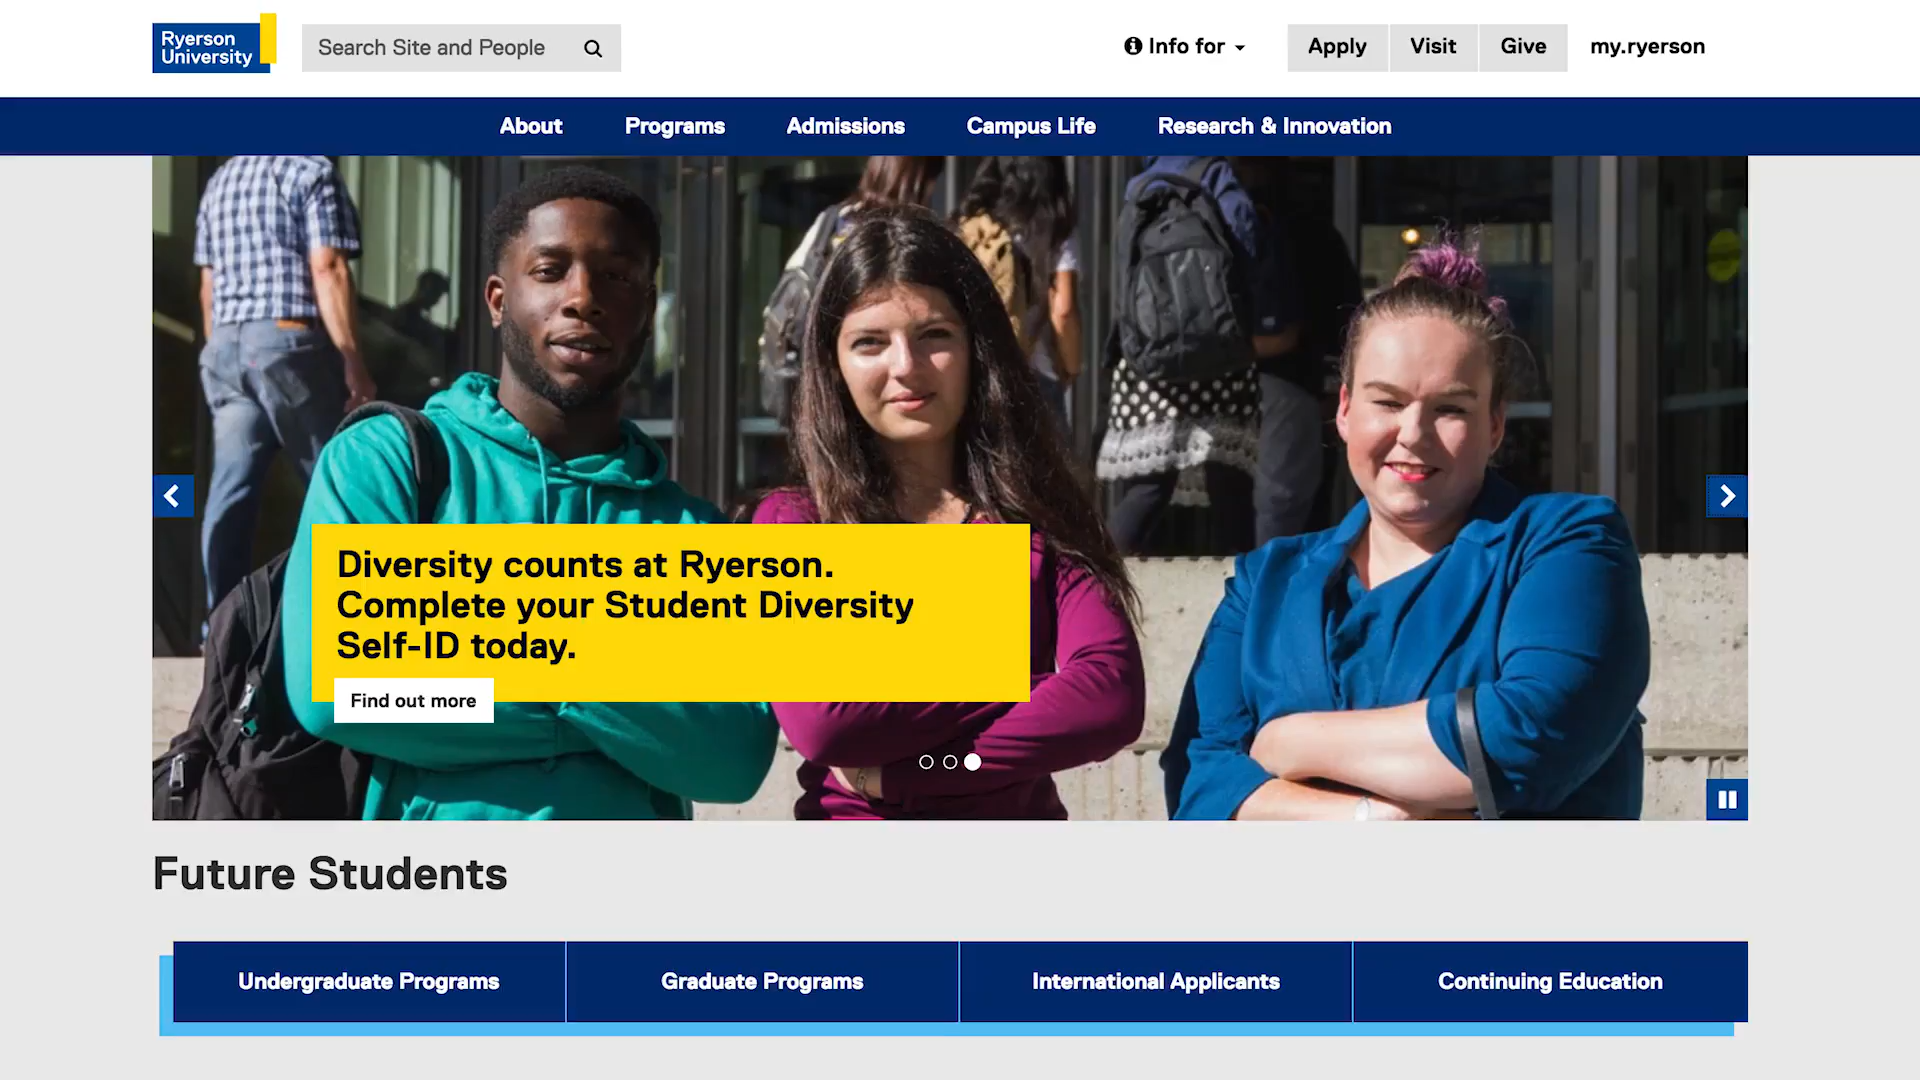 Ryerson
University
Search Site and People
Info for
Apply
Visit
Give
my.ryerson
About
Programs
Admissions
Campus Life
Research & Innovation
Diversity counts at Ryerson.
Complete your Student Diversity
Self-ID today.
Find out more
Future Students
Undergraduate Programs
Graduate Programs
International Applicants
Continuing Education